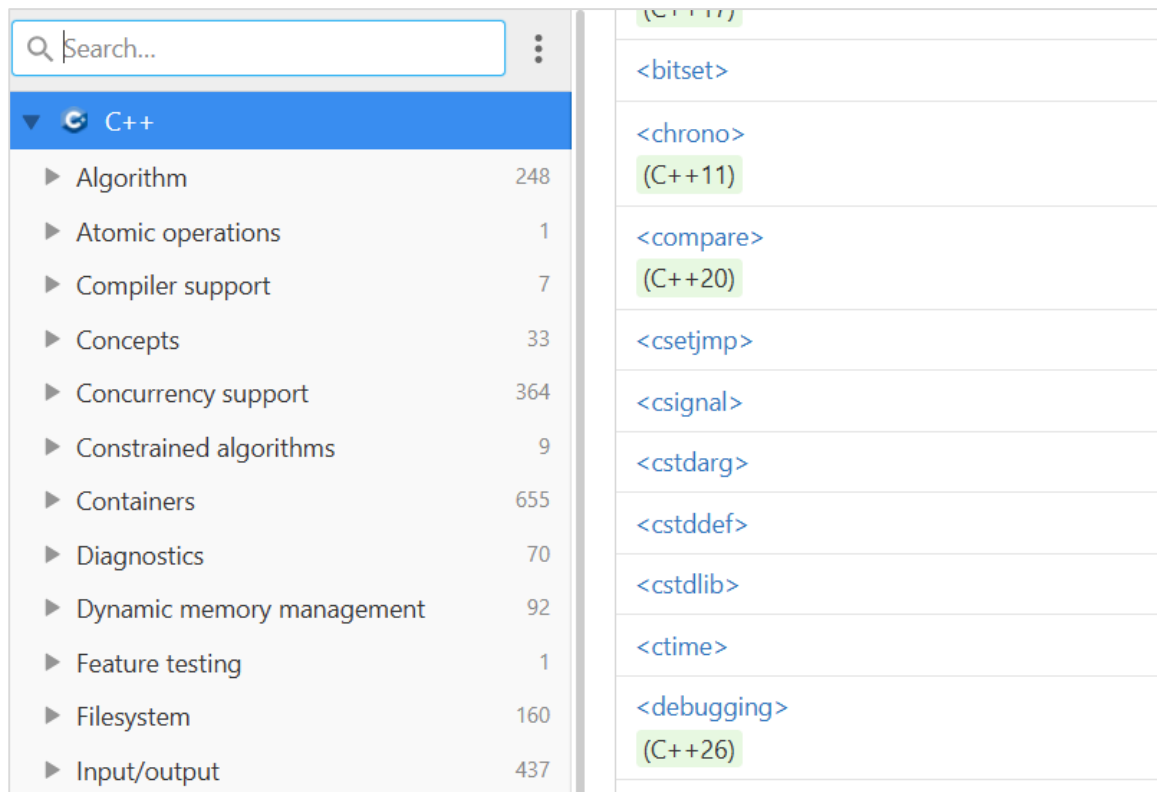 Search...
C++
Algorithm 248
Atomic operations 1
Compiler support 7
Concepts 33
Concurrency support 364
Constrained algorithms 9
Containers 655
Diagnostics 70
Dynamic memory management 92
Feature testing 1
Filesystem 160
Input/output 437
(C++17)
<bitset>
<chrono>
(C++11)
<compare>
(C++20)
<csetjmp>
<csignal>
<cstdarg>
<cstddef>
<cstdlib>
<ctime>
<debugging>
(C++26)